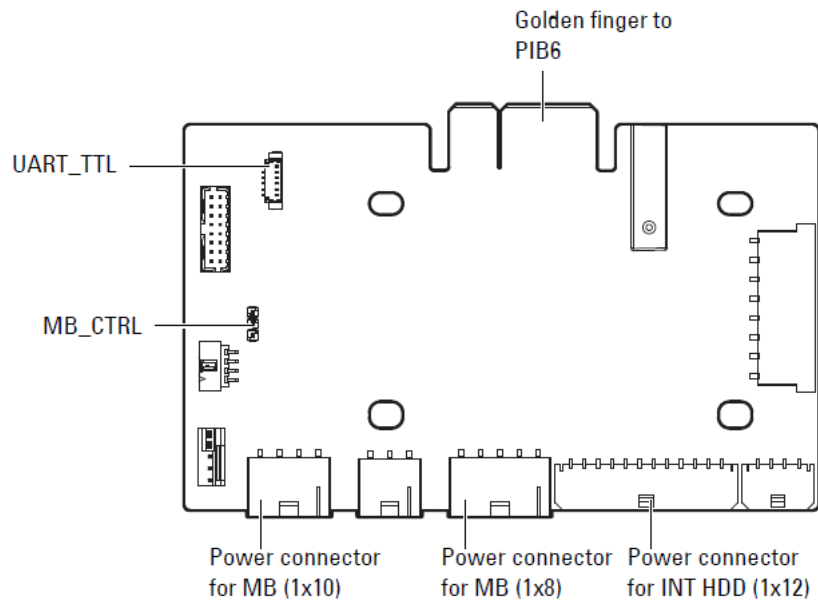 Golden finger to
PIB6
UART_TTL
MB_CTRL
Power connector
for MB (1x10)
Power connector
for MB (1x8)
Power connector
for INT HDD (1x12)